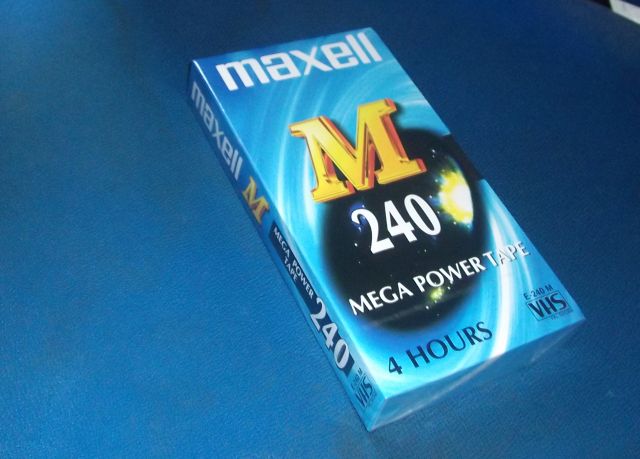 maxell
M
240
MEGA POWER TAPE
E-240 M
VHS
4 HOURS
maxell
M
MEGA POWER
TAPE
240
VHS